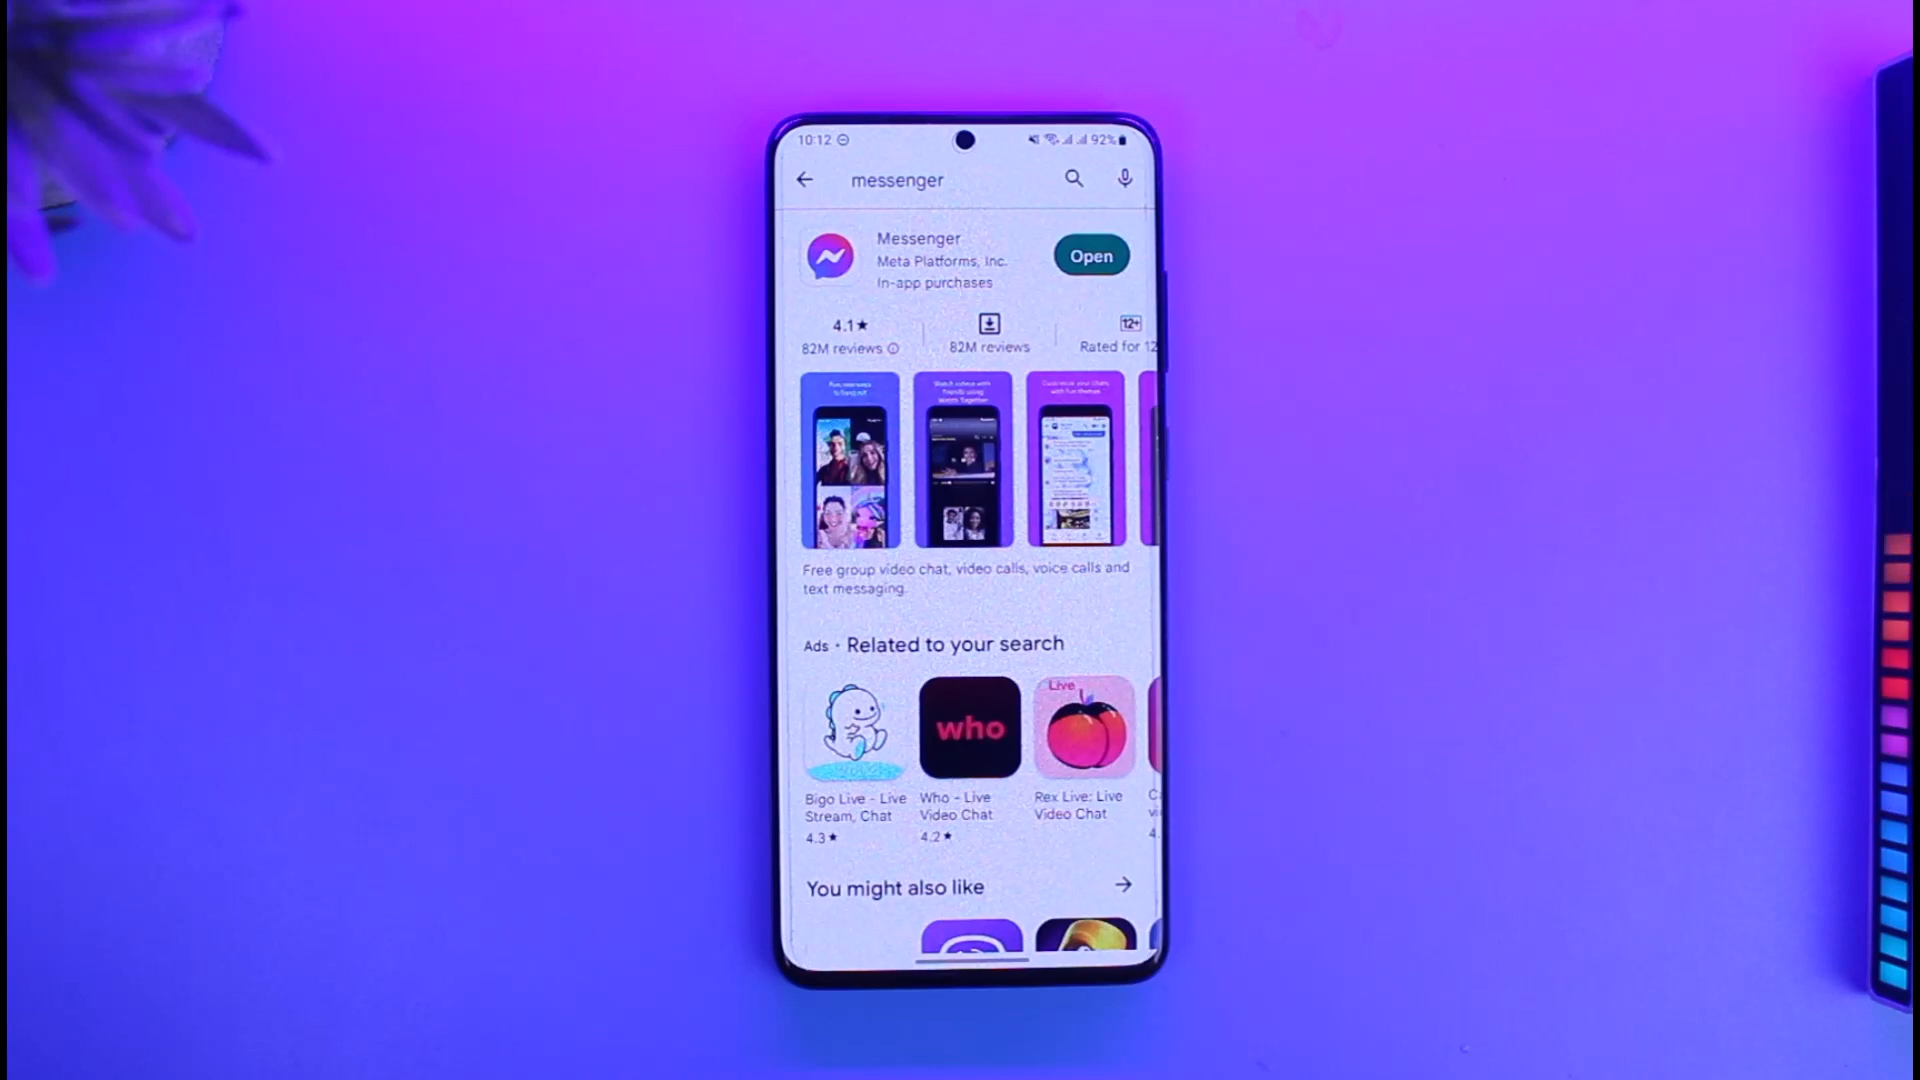 10:12
92%
messenger
Messenger
Meta Platforms, Inc.
In-app purchases
Open
4.1★
82M reviews
82M reviews
12+
Rated for 12
Free group video chat, video calls, voice calls and
text messaging.
Ads · Related to your search
who
Live
Bigo Live - Live
Stream, Chat
4.3★
Who - Live
Video Chat
4.2★
Rex Live: Live
Video Chat
4.
You might also like